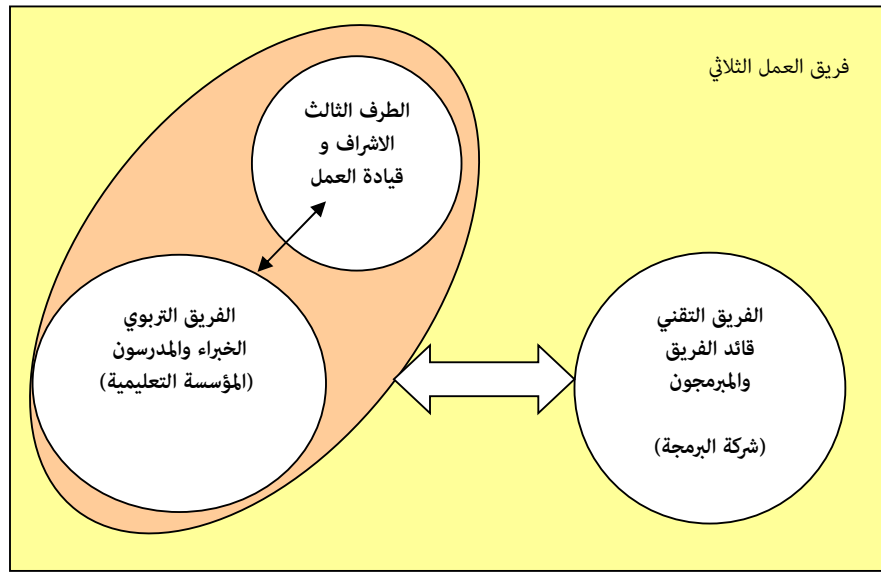 فريق العمل الثلاثي
الطرف الثالث
الاشراف و
قيادة العمل
الفريق التربوي
الخبراء والمدرسون
(المؤسسة التعليمية)
الفريق التقني
قائد الفريق
والمبرمجون
(شركة البرمجة)